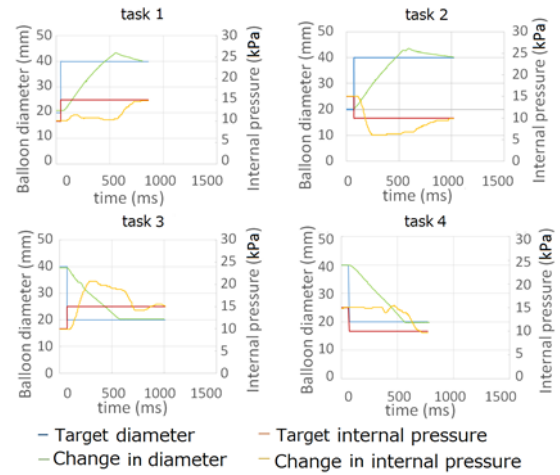 task 1
task 2
50
40
30
20
10
0
30
25
20
15
10
5
0
50
40
30
20
10
0
30
25
20
15
10
5
0
Balloon diameter (mm)
Internal pressure (kPa)
Balloon diameter (mm)
Internal pressure (kPa)
0 500 1000 1500
0 500 1000 1500
time (ms)
time (ms)
task 3
task 4
50
40
30
20
10
0
30
25
20
15
10
5
0
50
40
30
20
10
0
30
25
20
15
10
5
0
Balloon diameter (mm)
Internal pressure (kPa)
Balloon diameter (mm)
Internal pressure (kPa)
0 500 1000 1500
0 500 1000 1500
time (ms)
time (ms)
Target diameter
Target internal pressure
Change in diameter
Change in internal pressure